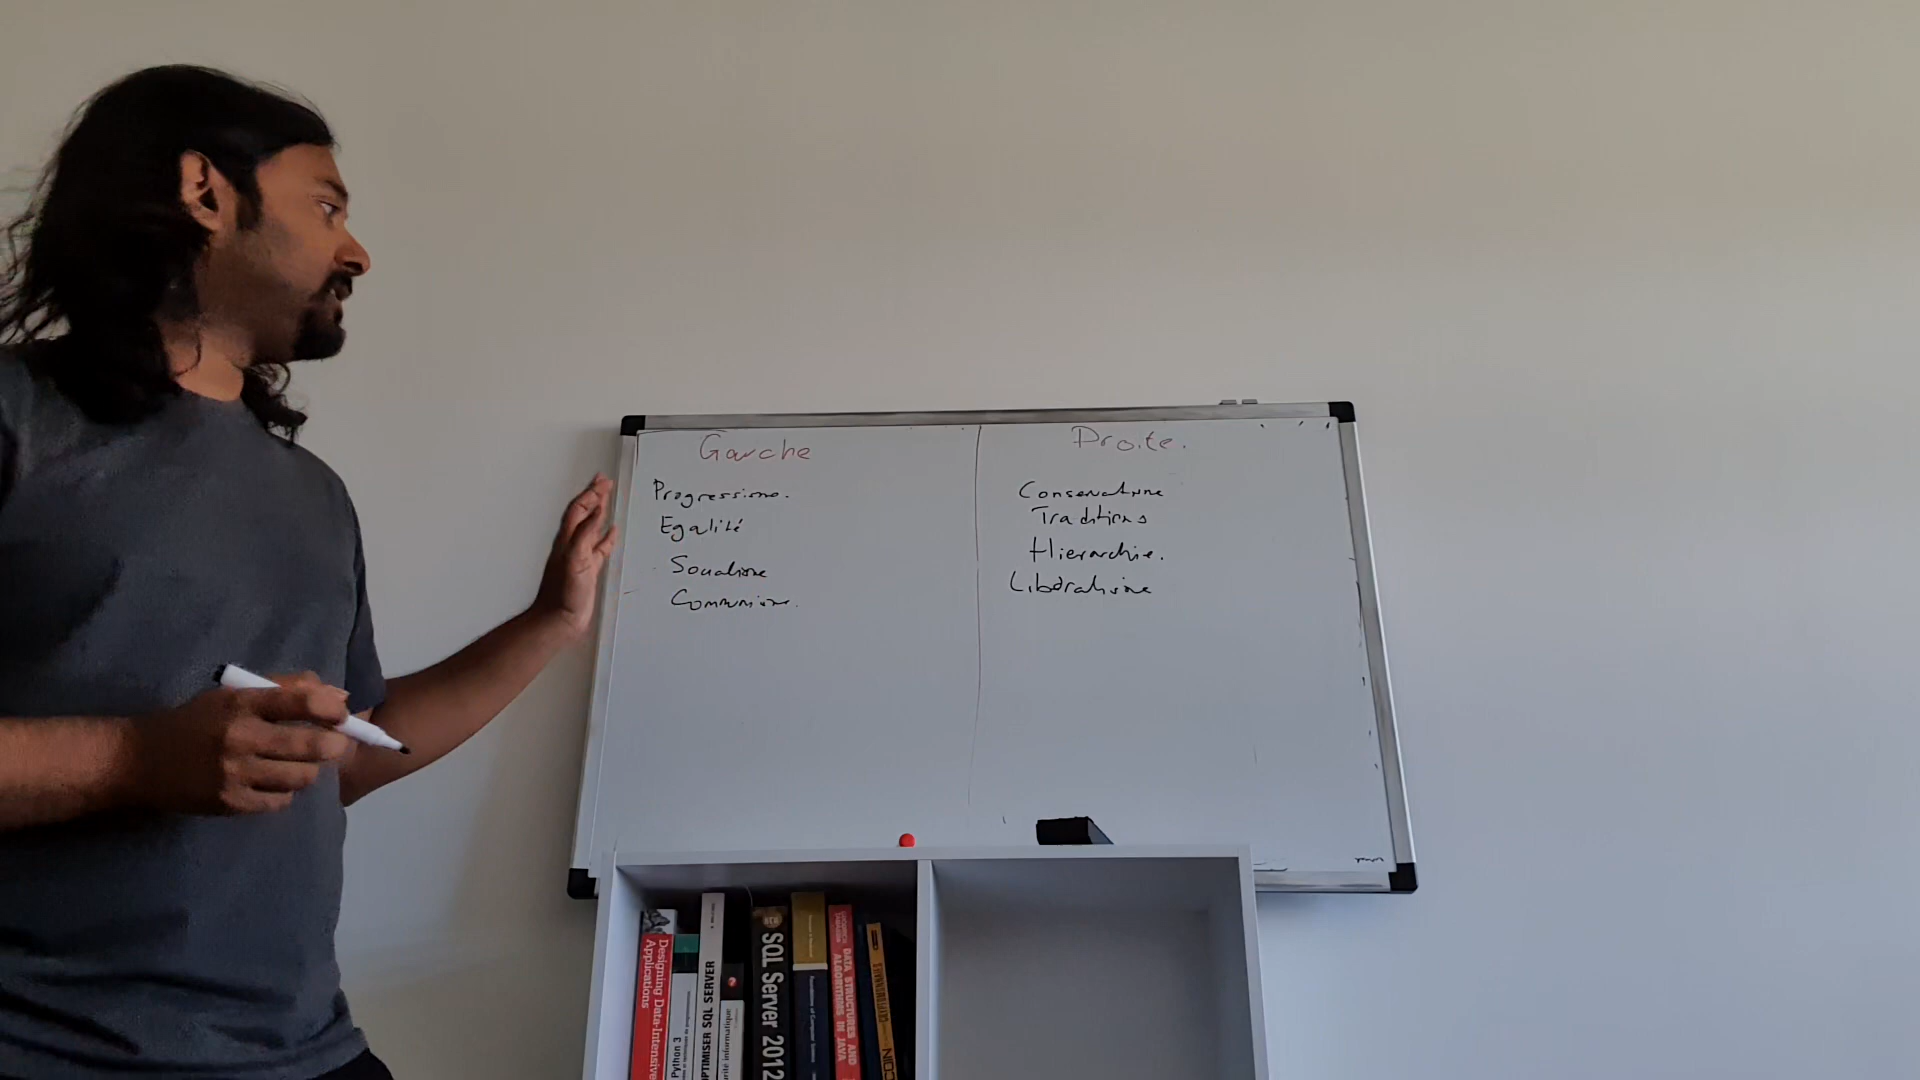 Gauche
Progressisme.
Egalité
Socialisme
Communisme.
Droite.
Conservatisme
Traditions
Hierarchie.
Libéralisme
Designing Data-Intensive
Applications
Python 3
OPTIMISER SQL SERVER
SQL Server 2012
DATA STRUCTURES AND
ALGORITHMS IN JAVA